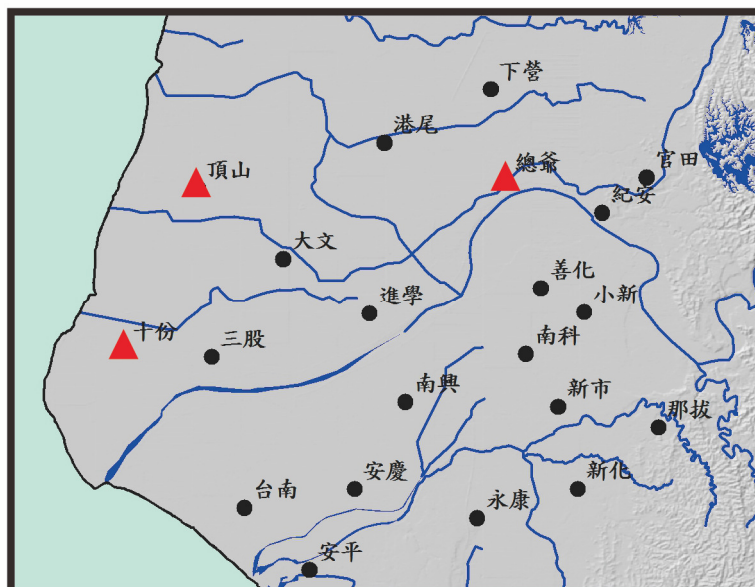 下營
港尾
總爺
官田
頂山
紀安
大文
善化
小新
進學
十份
三股
南科
南興
新市
那拔
安慶
新化
台南
永康
安平